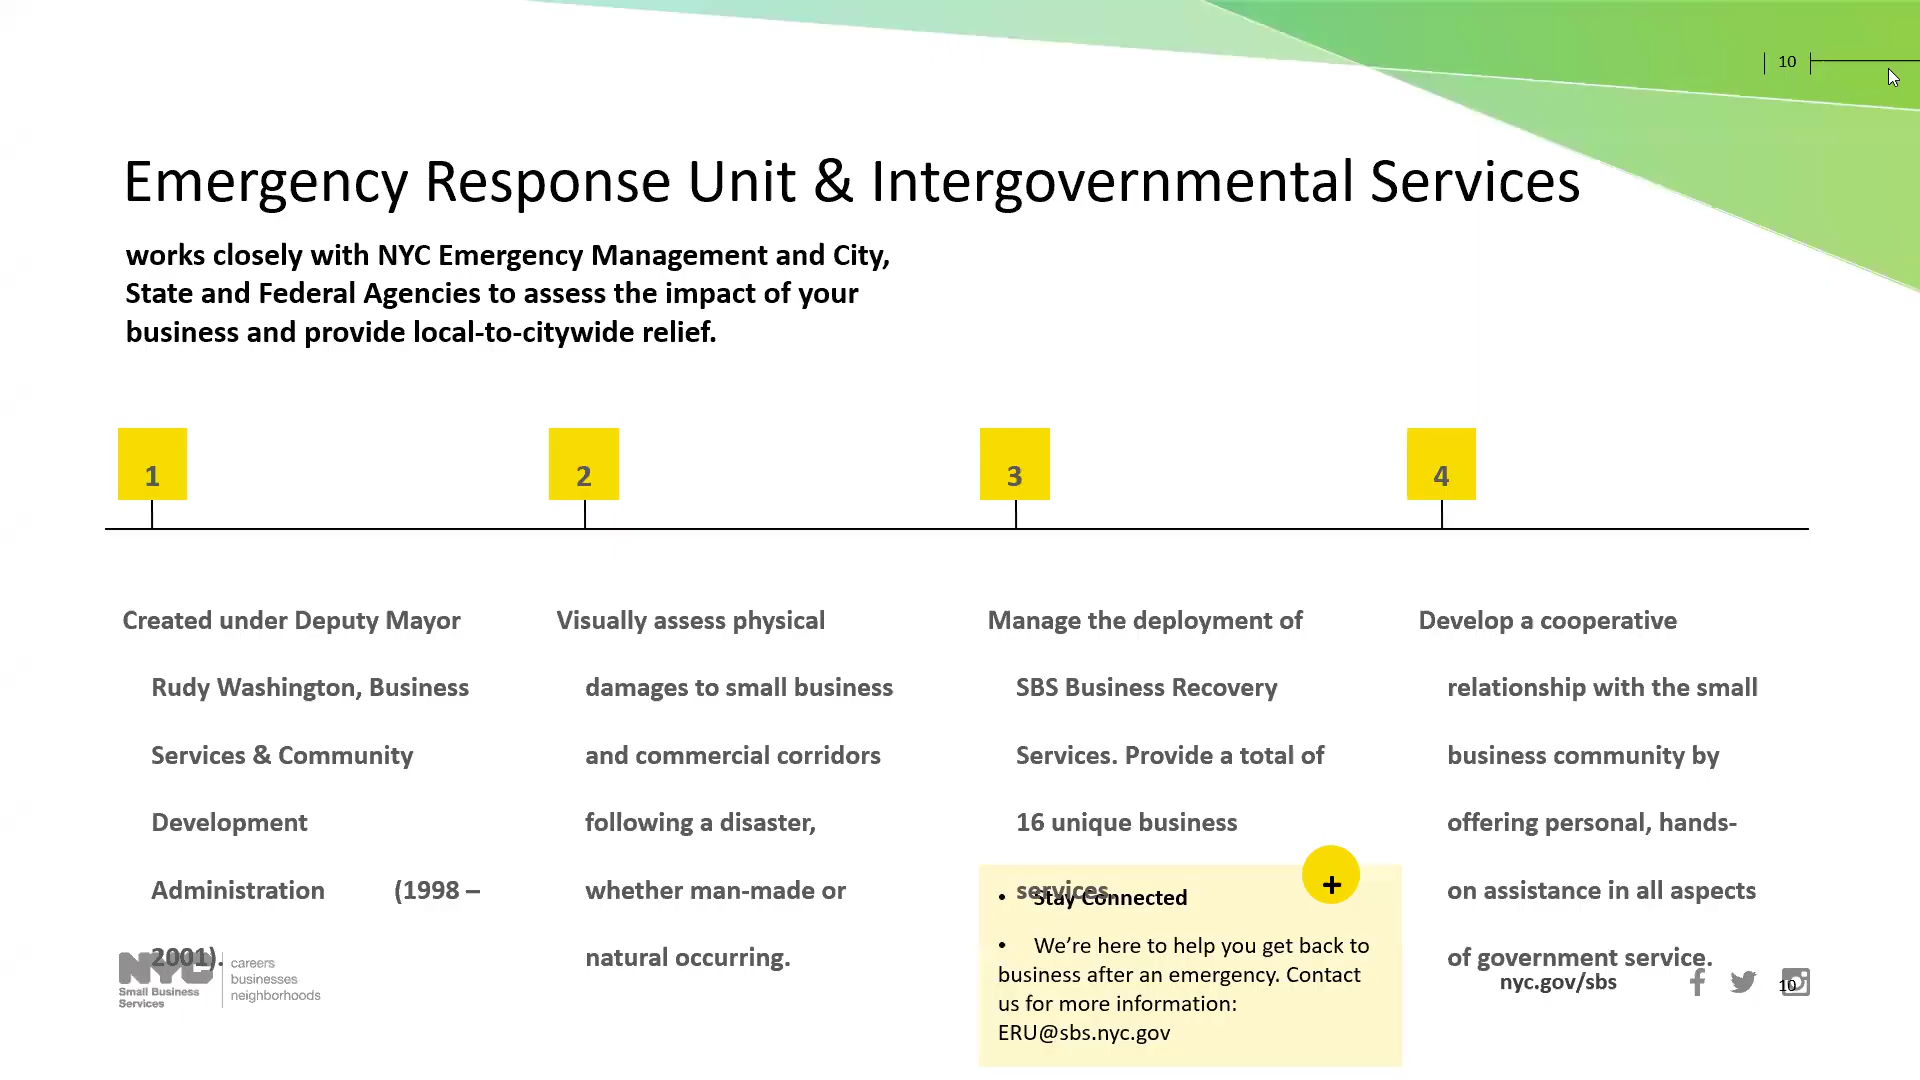 10
Emergency Response Unit & Intergovernmental Services
works closely with NYC Emergency Management and City,
State and Federal Agencies to assess the impact of your
business and provide local-to-citywide relief.
1
Created under Deputy Mayor
Rudy Washington, Business
Services & Community
Development
Administration (1998 –
2001).
2
Visually assess physical
damages to small business
and commercial corridors
following a disaster,
whether man-made or
natural occurring.
3
Manage the deployment of
SBS Business Recovery
Services. Provide a total of
16 unique business
services.
4
Develop a cooperative
relationship with the small
business community by
offering personal, hands-
on assistance in all aspects
of government service.
+
• Stay Connected
• We’re here to help you get back to
business after an emergency. Contact
us for more information:
ERU@sbs.nyc.gov
NYC
Small Business
Services
careers
businesses
neighborhoods
nyc.gov/sbs
10